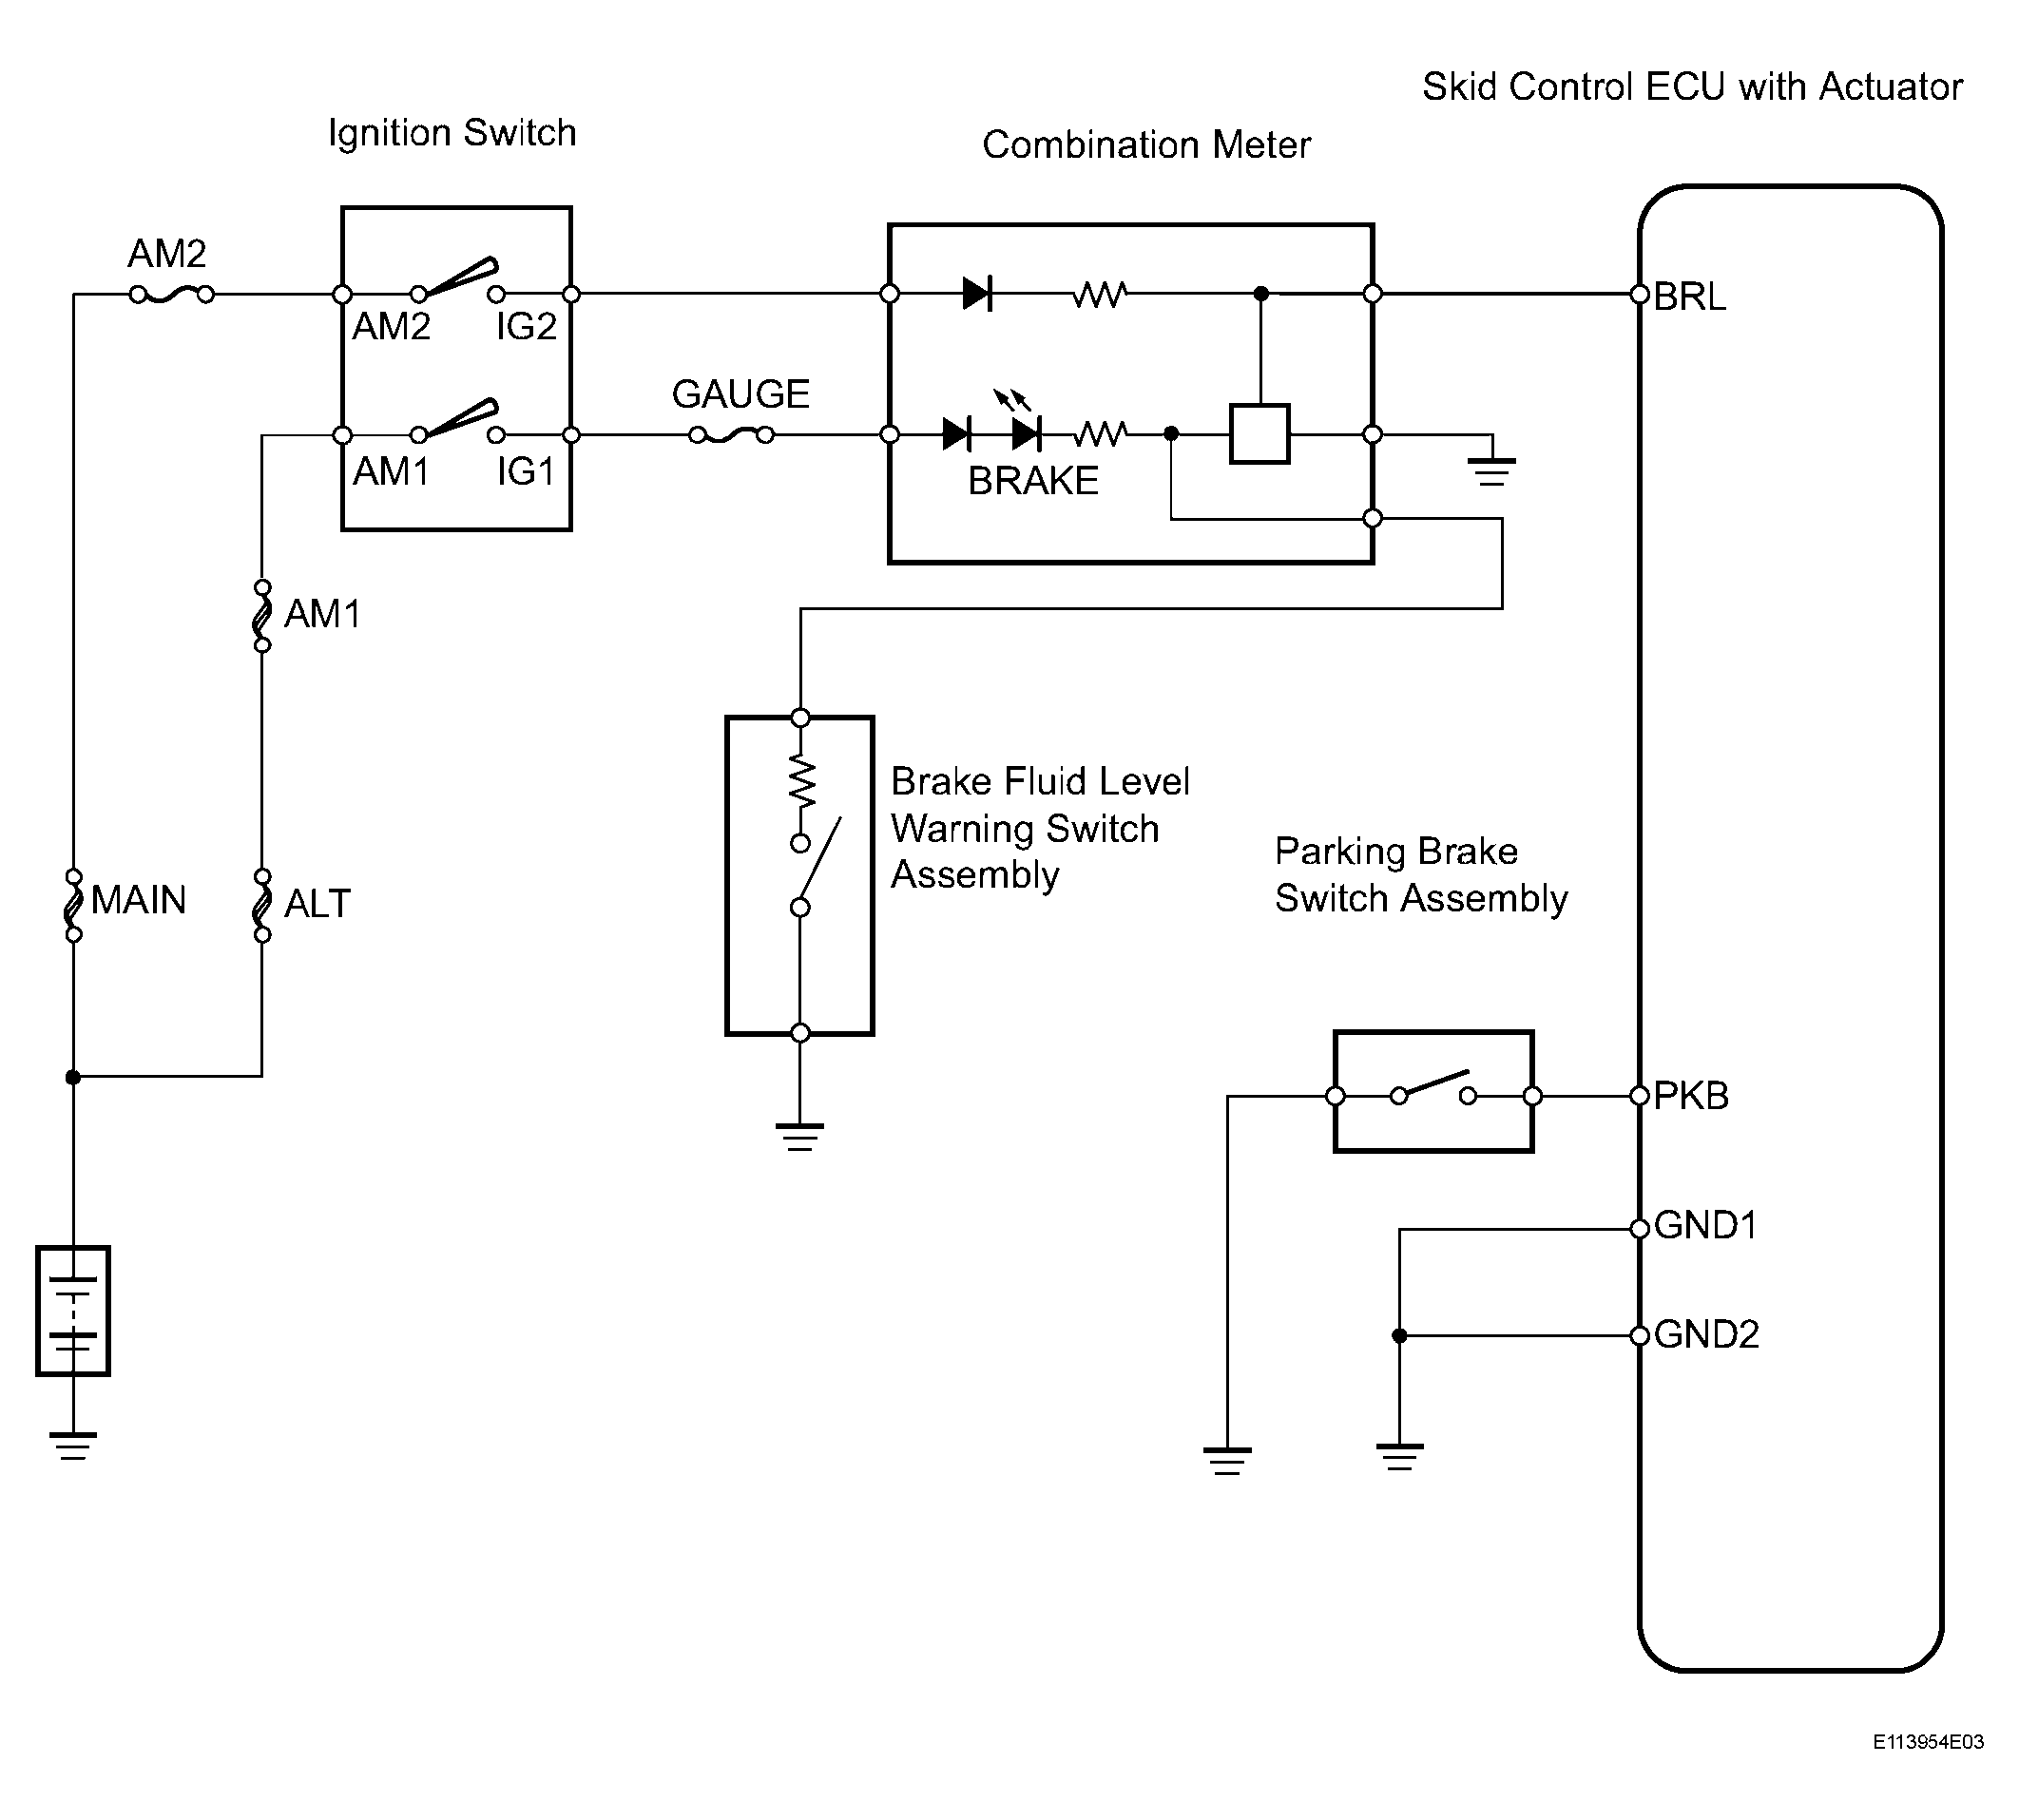 Skid Control ECU with Actuator
Ignition Switch
Combination Meter
AM2
AM2
IG2
BRL
GAUGE
AM1
IG1
BRAKE
AM1
Brake Fluid Level
Warning Switch
Assembly
Parking Brake
Switch Assembly
MAIN
ALT
PKB
GND1
GND2
E113954E03